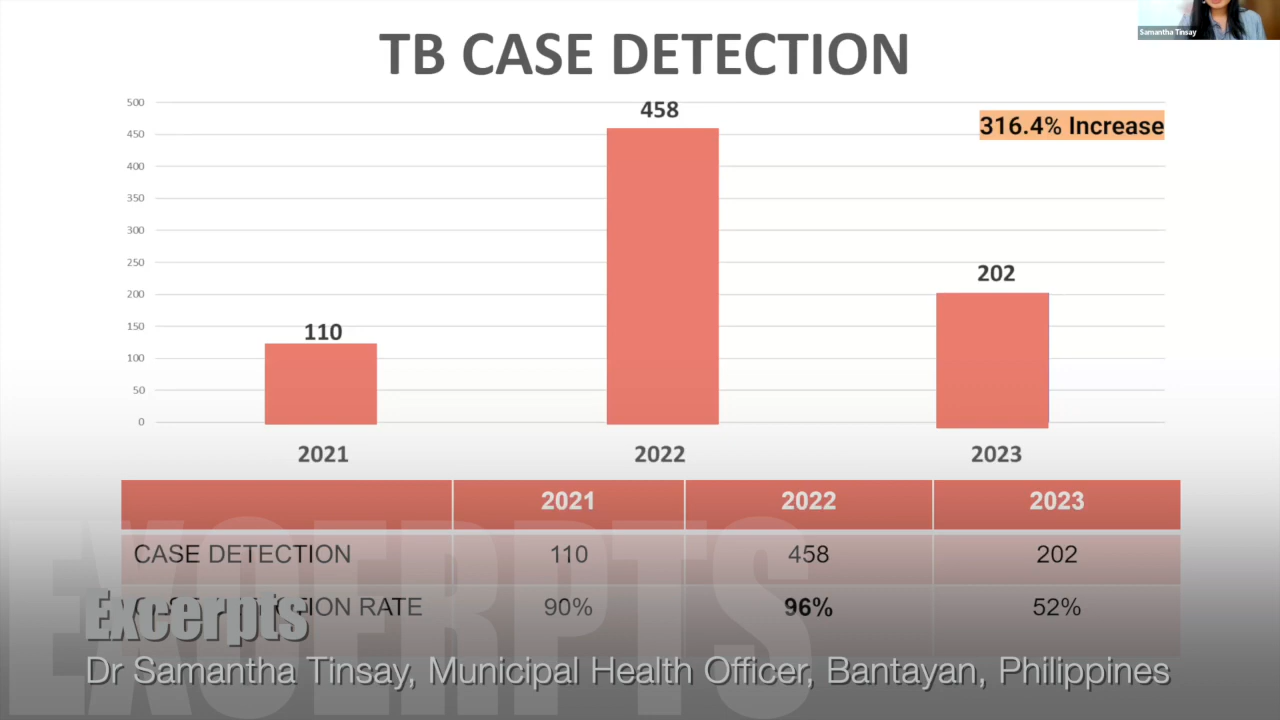 Samantha Tinsay
TB CASE DETECTION
316.4% Increase
500
450
400
350
300
250
200
150
100
50
0
110
458
202
2021 2022 2023
2021 2022 2023
CASE DETECTION 110 458 202
RATE 90% 96% 52%
EXCERPTS
Excerpts
Dr Samantha Tinsay, Municipal Health Officer, Bantayan, Philippines